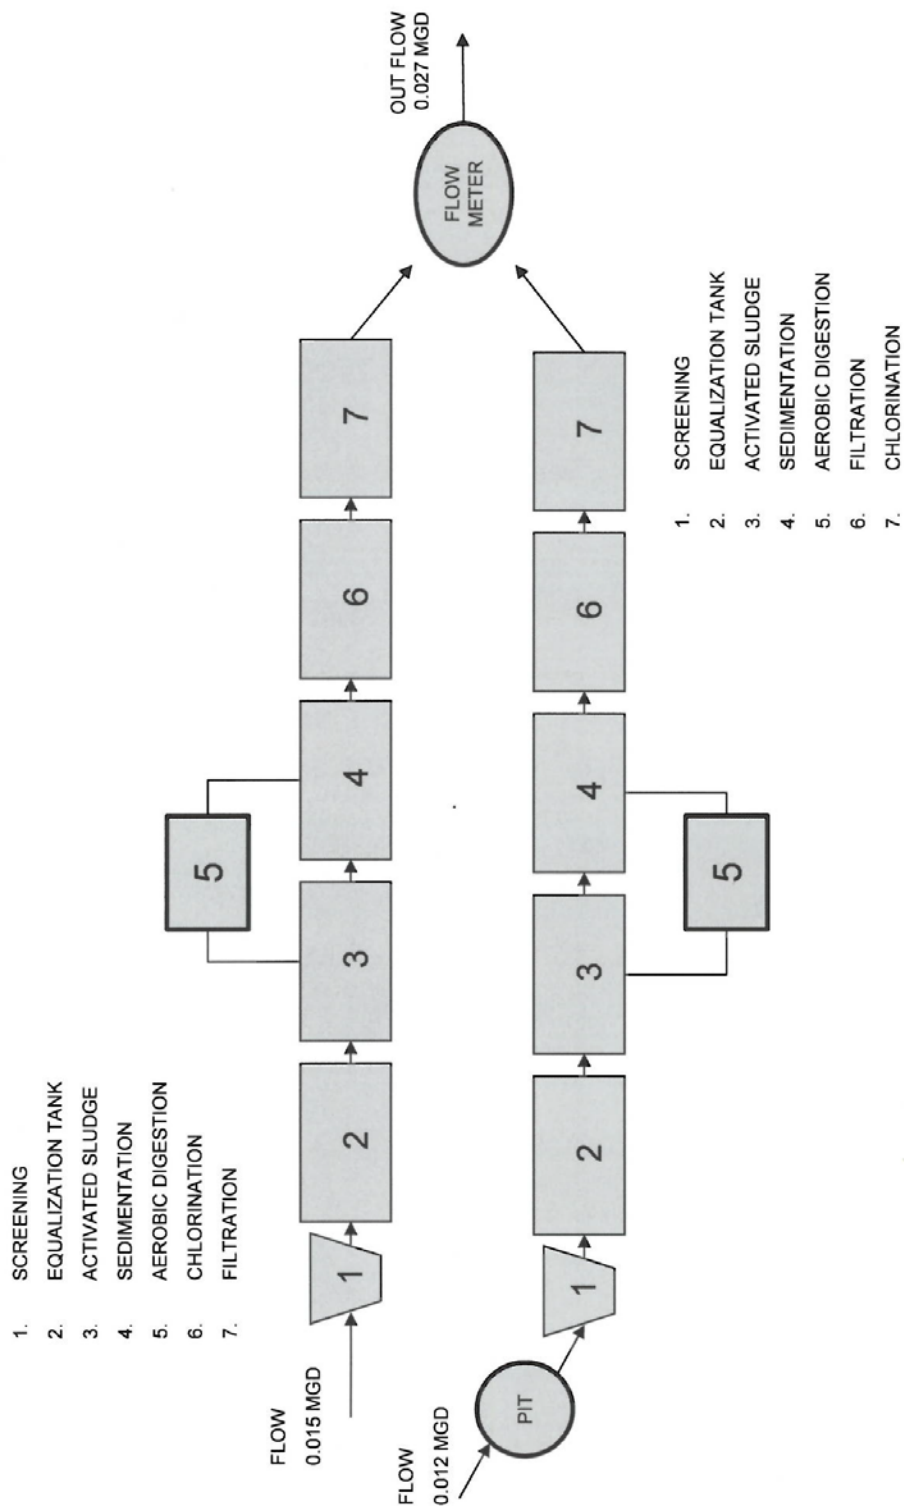 1. SCREENING
2. EQUALIZATION TANK
3. ACTIVATED SLUDGE
4. SEDIMENTATION
5. AEROBIC DIGESTION
6. CHLORINATION
7. FILTRATION
5
FLOW
0.015 MGD
1
2
3
4
6
7
OUT FLOW
0.027 MGD
FLOW
METER
FLOW
0.012 MGD
PIT
1
2
3
4
6
7
5
1. SCREENING
2. EQUALIZATION TANK
3. ACTIVATED SLUDGE
4. SEDIMENTATION
5. AEROBIC DIGESTION
6. FILTRATION
7. CHLORINATION